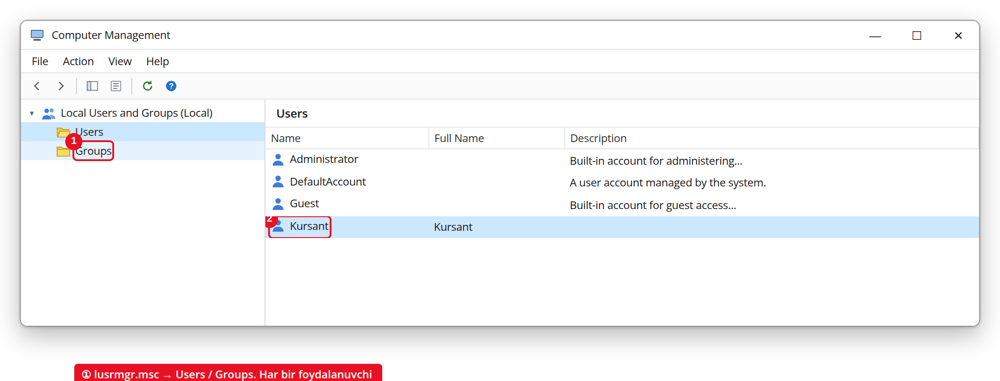 Computer Management
File Action View Help
Local Users and Groups (Local)
Users
1
Groups
Users
Name Full Name Description
Administrator Built-in account for administering...
DefaultAccount A user account managed by the system.
Guest Built-in account for guest access...
2
Kursant Kursant
① lusrmgr.msc → Users / Groups. Har bir foydalanuvchi